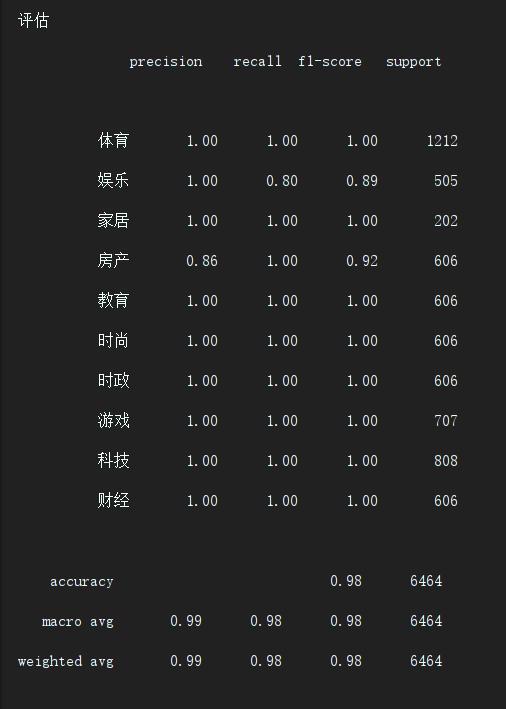 评估
precision recall f1-score support
体育 1.00 1.00 1.00 1212
娱乐 1.00 0.80 0.89 505
家居 1.00 1.00 1.00 202
房产 0.86 1.00 0.92 606
教育 1.00 1.00 1.00 606
时尚 1.00 1.00 1.00 606
时政 1.00 1.00 1.00 606
游戏 1.00 1.00 1.00 707
科技 1.00 1.00 1.00 808
财经 1.00 1.00 1.00 606
accuracy 0.98 6464
macro avg 0.99 0.98 0.98 6464
weighted avg 0.99 0.98 0.98 6464